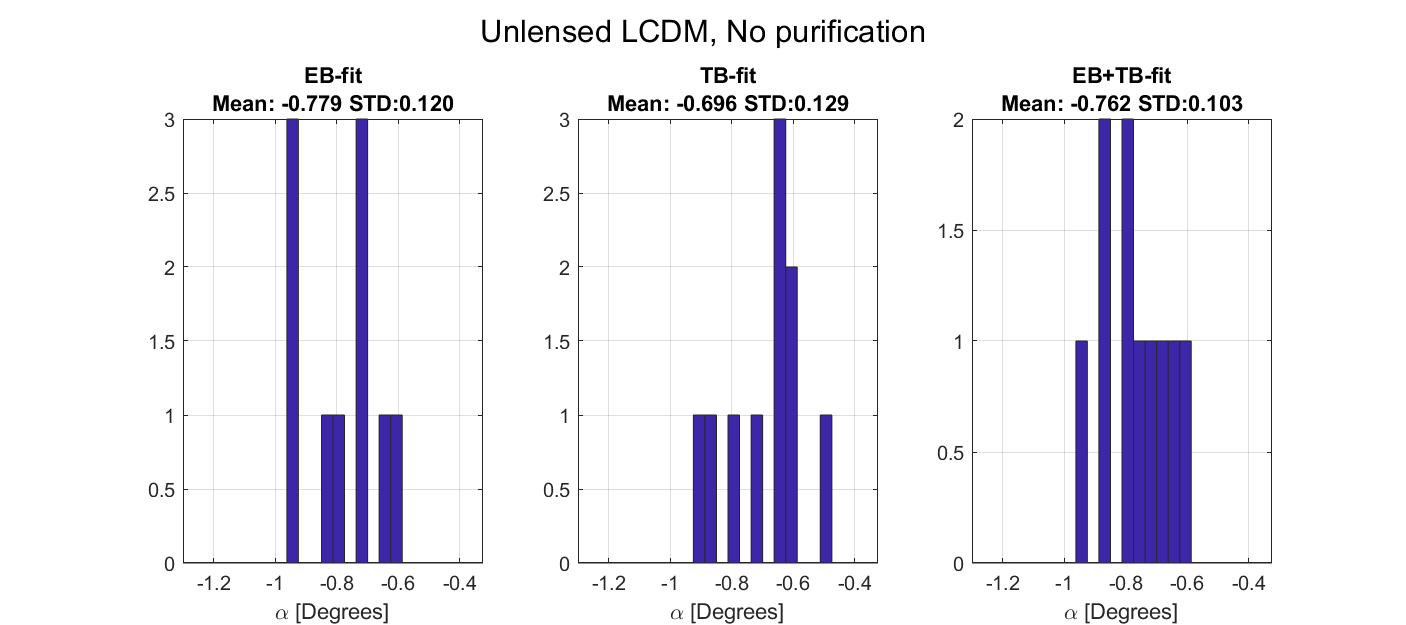 Unlensed LCDM, No purification
EB-fit
Mean: -0.779 STD:0.120
3
2.5
2
1.5
1
0.5
0
-1.2 -1 -0.8 -0.6 -0.4
α [Degrees]
TB-fit
Mean: -0.696 STD:0.129
3
2.5
2
1.5
1
0.5
0
-1.2 -1 -0.8 -0.6 -0.4
α [Degrees]
EB+TB-fit
Mean: -0.762 STD:0.103
2
1.5
1
0.5
0
-1.2 -1 -0.8 -0.6 -0.4
α [Degrees]